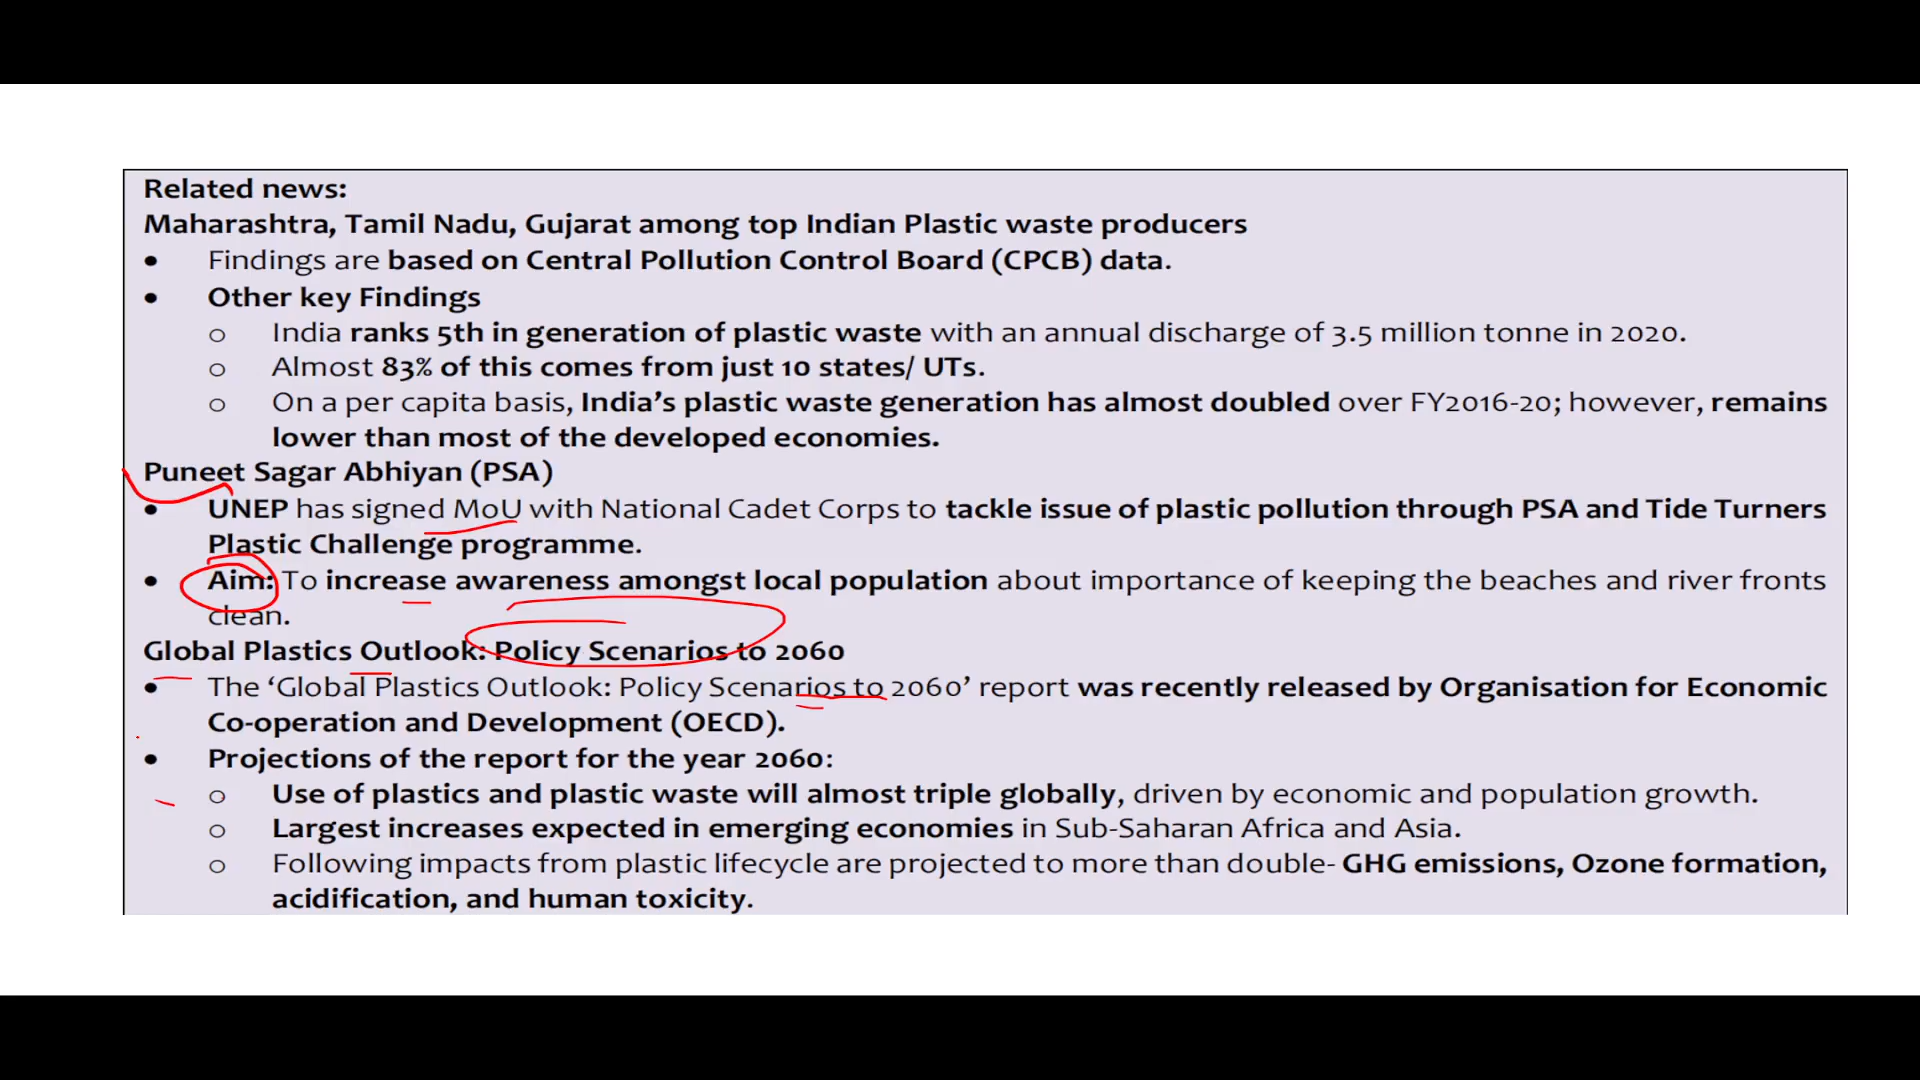 Related news:
Maharashtra, Tamil Nadu, Gujarat among top Indian Plastic waste producers
• Findings are based on Central Pollution Control Board (CPCB) data.
• Other key Findings
o India ranks 5th in generation of plastic waste with an annual discharge of 3.5 million tonne in 2020.
o Almost 83% of this comes from just 10 states/ UTs.
o On a per capita basis, India’s plastic waste generation has almost doubled over FY2016-20; however, remains
lower than most of the developed economies.
Puneet Sagar Abhiyan (PSA)
• UNEP has signed MoU with National Cadet Corps to tackle issue of plastic pollution through PSA and Tide Turners
Plastic Challenge programme.
• Aim: To increase awareness amongst local population about importance of keeping the beaches and river fronts
clean.
Global Plastics Outlook: Policy Scenarios to 2060
• The ‘Global Plastics Outlook: Policy Scenarios to 2060’ report was recently released by Organisation for Economic
Co-operation and Development (OECD).
• Projections of the report for the year 2060:
o Use of plastics and plastic waste will almost triple globally, driven by economic and population growth.
o Largest increases expected in emerging economies in Sub-Saharan Africa and Asia.
o Following impacts from plastic lifecycle are projected to more than double- GHG emissions, Ozone formation,
acidification, and human toxicity.